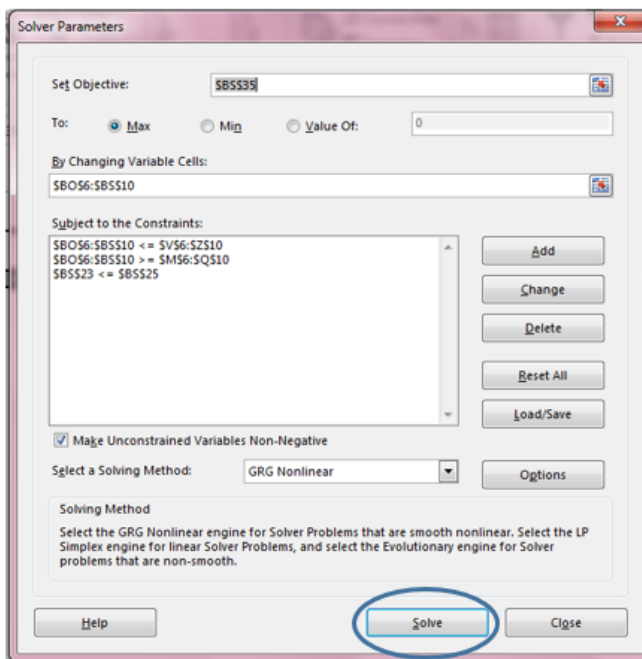 Solver Parameters
x
Set Objective:
$BS$35
To:
Max
Min
Value Of:
0
By Changing Variable Cells:
$BO$6:$BS$10
Subject to the Constraints:
$BO$6:$BS$10 <= $V$6:$Z$10
$BO$6:$BS$10 >= $M$6:$Q$10
$BS$23 <= $BS$25
Add
Change
Delete
Reset All
Load/Save
Make Unconstrained Variables Non-Negative
Select a Solving Method:
GRG Nonlinear
Options
Solving Method
Select the GRG Nonlinear engine for Solver Problems that are smooth nonlinear. Select the LP
Simplex engine for linear Solver Problems, and select the Evolutionary engine for Solver
problems that are non-smooth.
Help
Solve
Close